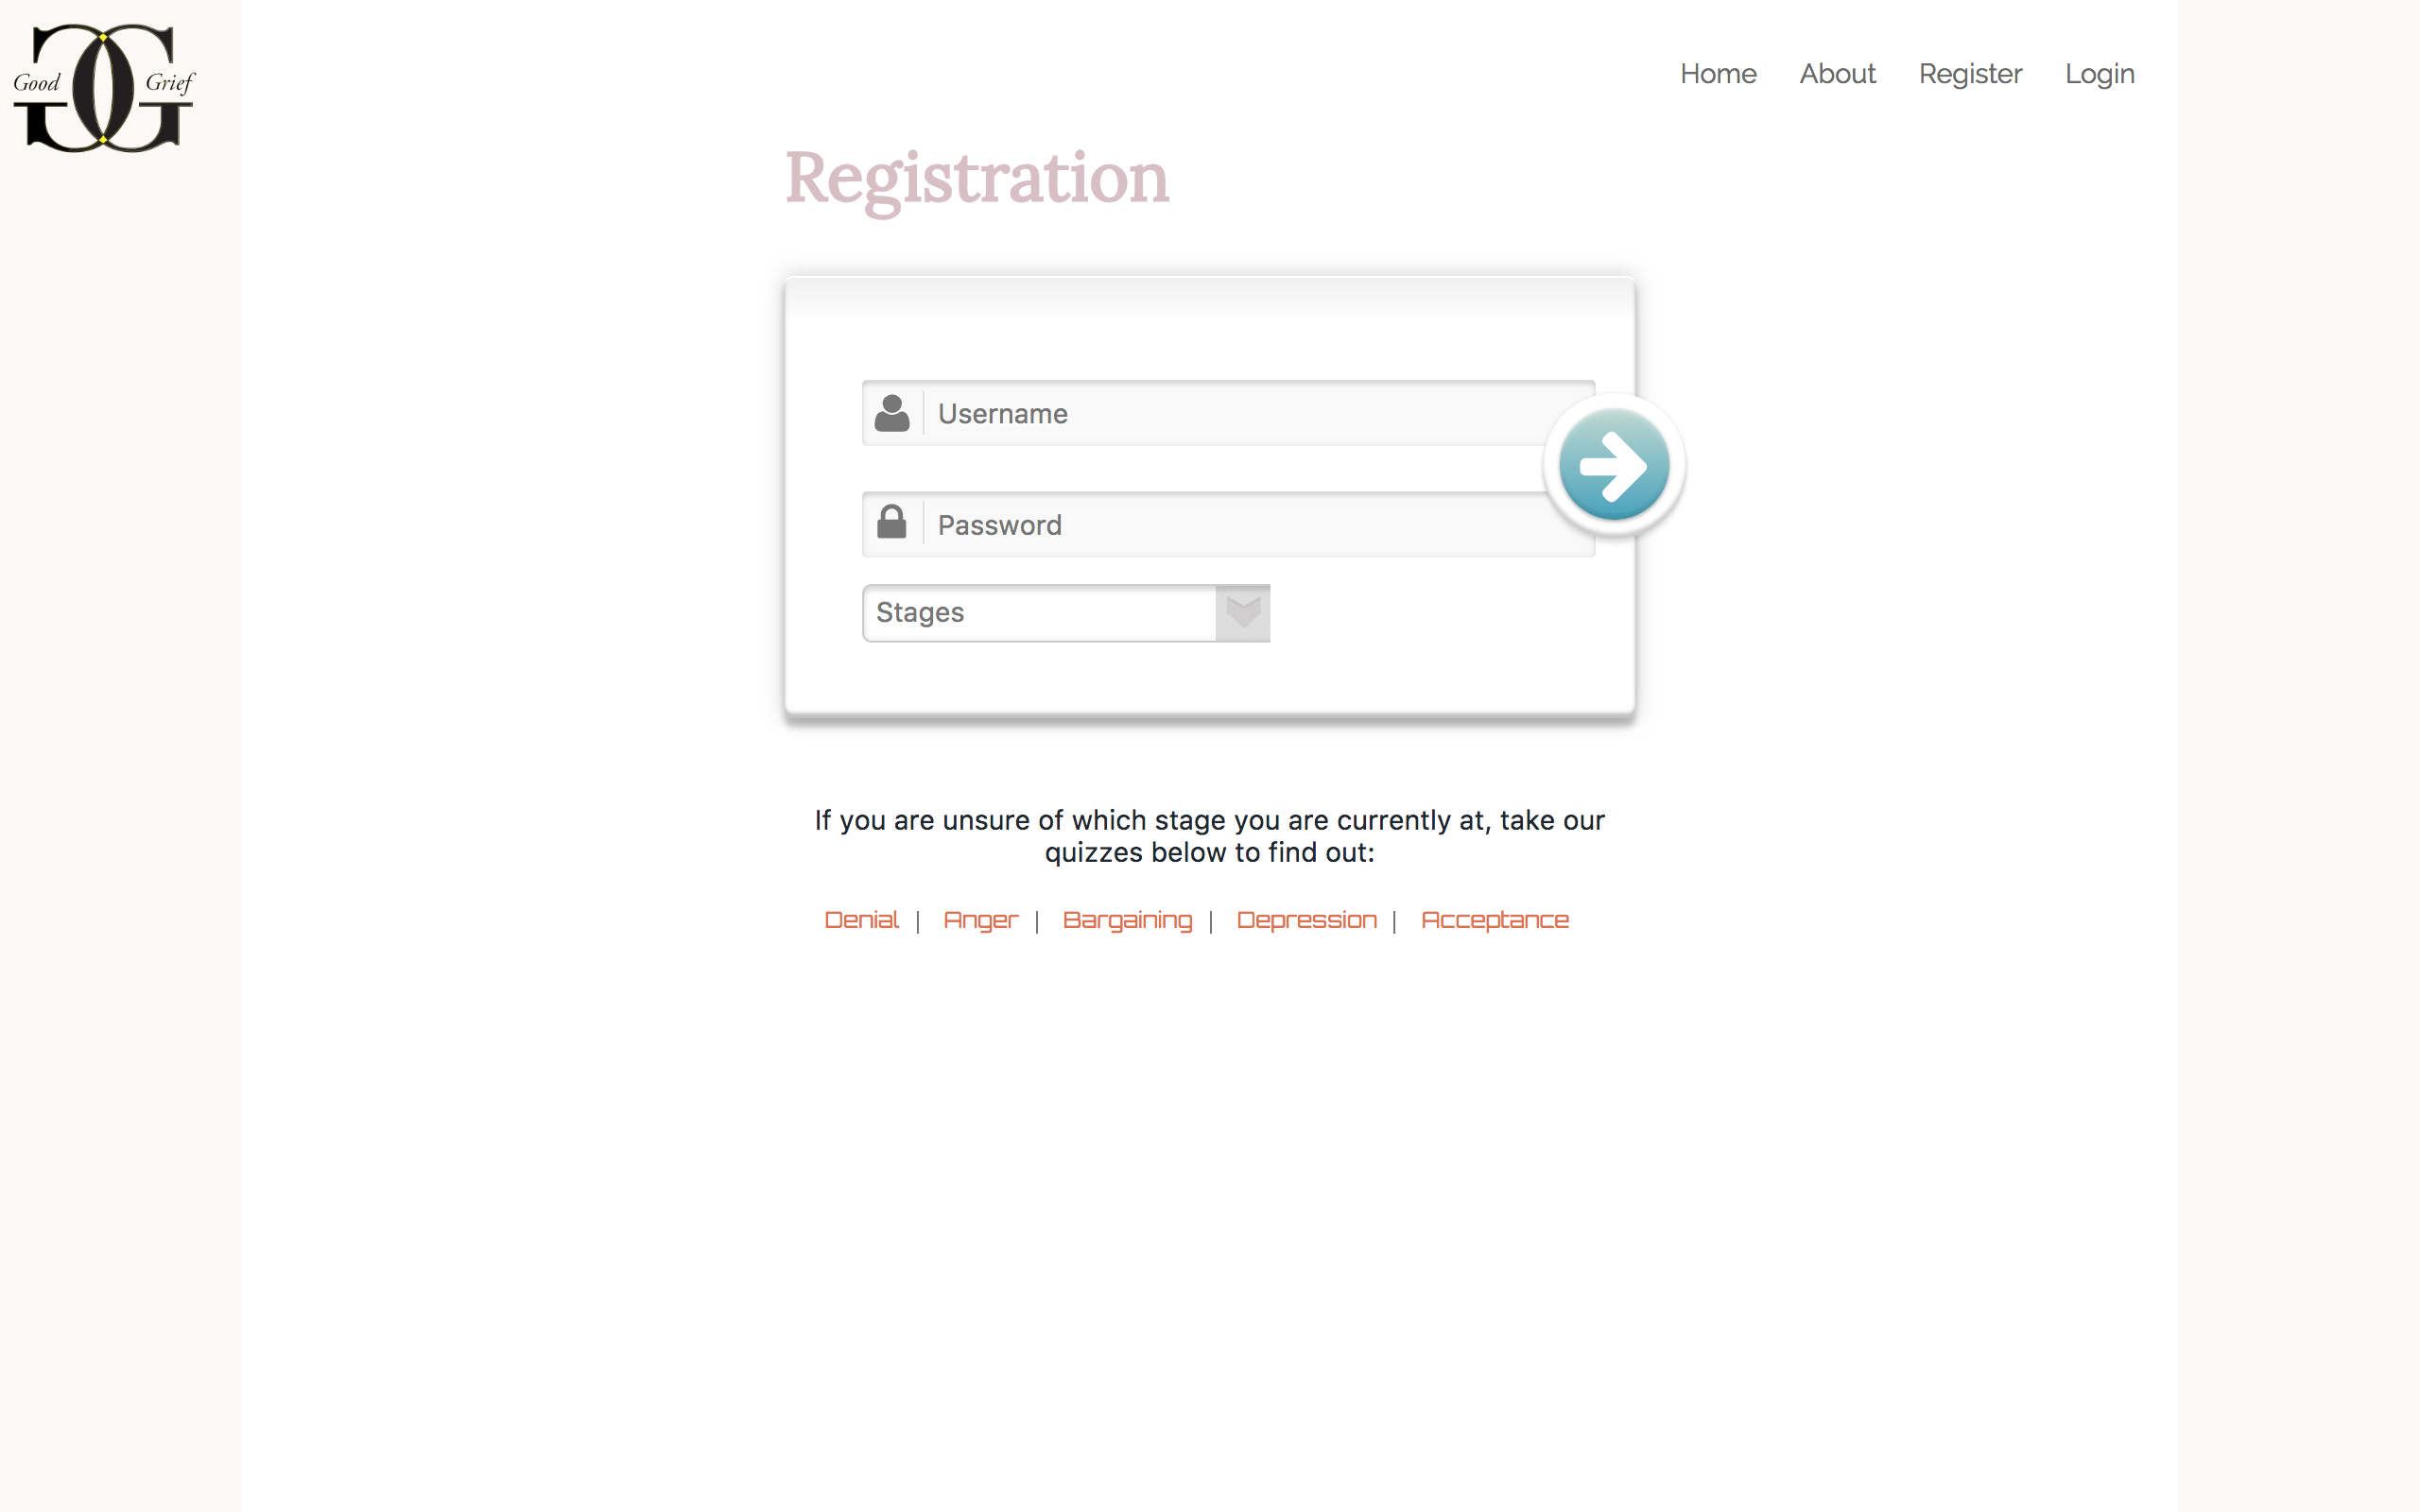 Good Grief
Home About Register Login
Registration
Username
Password
Stages
If you are unsure of which stage you are currently at, take our
quizzes below to find out:
Denial | Anger | Bargaining | Depression | Acceptance